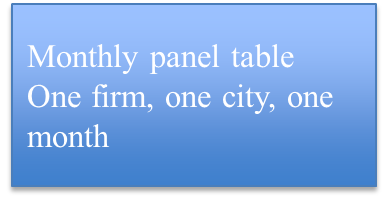 Monthly panel table
One firm, one city, one
month